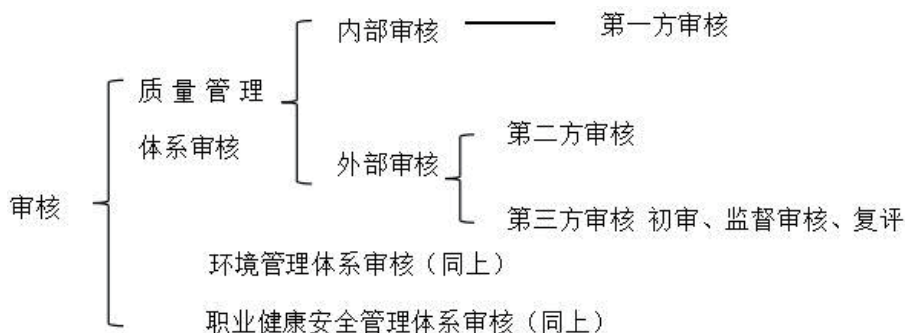 内部审核 第一方审核
质量管理
体系审核
第二方审核
外部审核
审核
第三方审核 初审、监督审核、复评
环境管理体系审核（同上）
职业健康安全管理体系审核（同上）